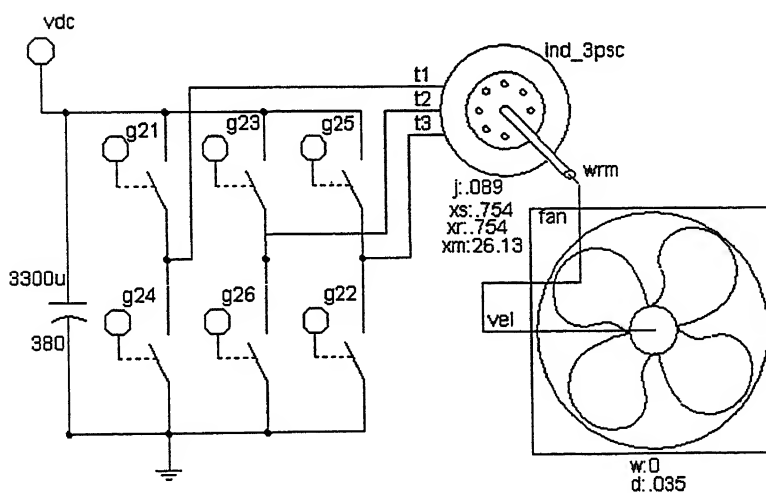 vdc
ind_3psc
g21
g23
g25
t1
t2
t3
wrm
j:.089
xs:.754
xr:.754
xm:26.13
fan
3300u
380
g24
g26
g22
vel
w:0
d:.035